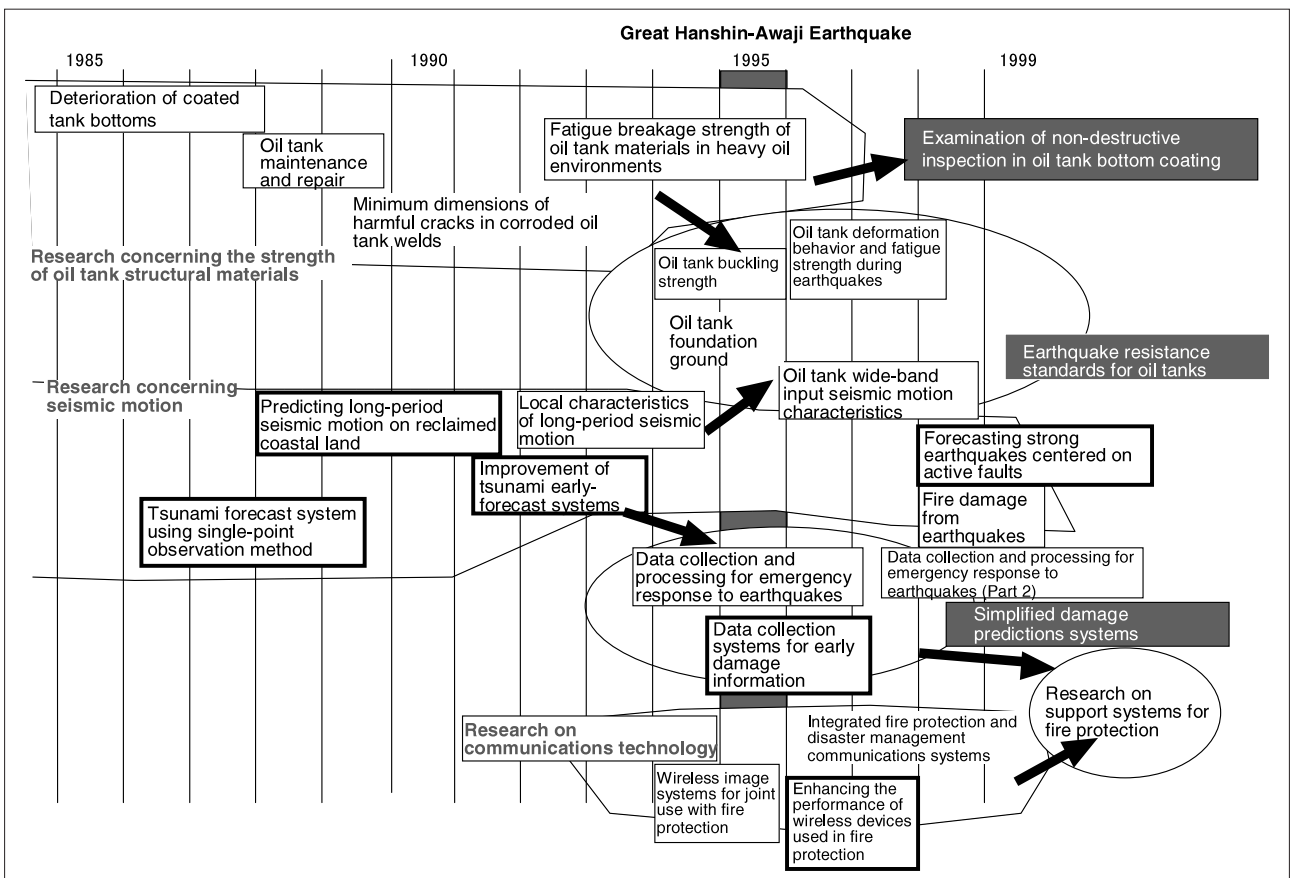 Great Hanshin-Awaji Earthquake
1985
1990
1995
1999
Deterioration of coated
tank bottoms
Oil tank
maintenance
and repair
Fatigue breakage strength of
oil tank materials in heavy oil
environments
Examination of non-destructive
inspection in oil tank bottom coating
Minimum dimensions of
harmful cracks in corroded oil
tank welds
Research concerning the strength
of oil tank structural materials
Oil tank buckling
strength
Oil tank deformation
behavior and fatigue
strength during
earthquakes
Oil tank
foundation
ground
Earthquake resistance
standards for oil tanks
Research concerning
seismic motion
Predicting long-period
seismic motion on reclaimed
coastal land
Local characteristics
of long-period seismic
motion
Oil tank wide-band
input seismic motion
characteristics
Forecasting strong
earthquakes centered on
active faults
Improvement of
tsunami early-
forecast systems
Tsunami forecast system
using single-point
observation method
Fire damage
from
earthquakes
Data collection and
processing for emergency
response to earthquakes
Data collection and processing for
emergency response to
earthquakes (Part 2)
Simplified damage
predictions systems
Data collection
systems for early
damage
information
Research on
support systems for
fire protection
Research on
communications technology
Integrated fire protection and
disaster management
communications systems
Wireless image
systems for joint
use with fire
protection
Enhancing the
performance of
wireless devices
used in fire
protection